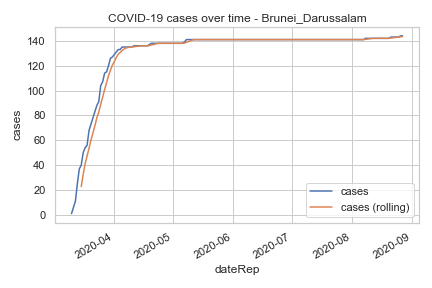 COVID-19 cases over time - Brunei_Darussalam
cases
140
120
100
80
60
40
20
0
cases
cases (rolling)
2020-04
2020-05
2020-06
2020-07
2020-08
2020-09
dateRep